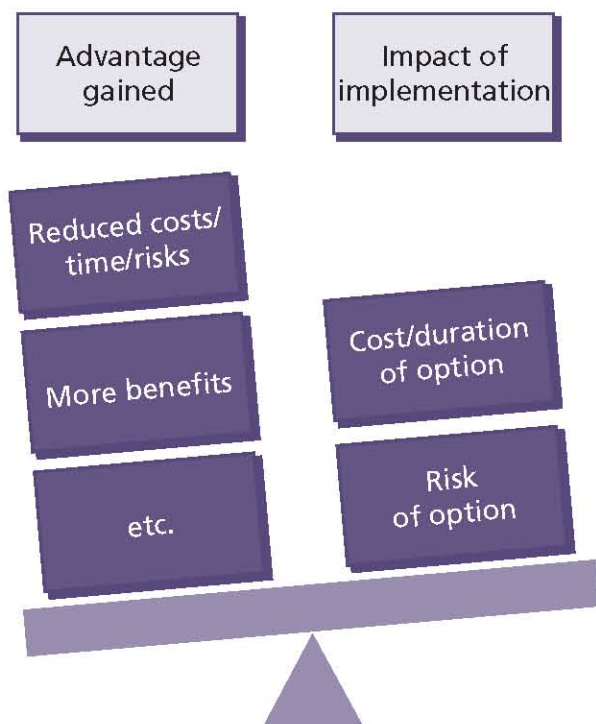 Advantage
gained
Impact of
implementation
Reduced costs/
time/risks
More benefits
etc.
Cost/duration
of option
Risk
of option